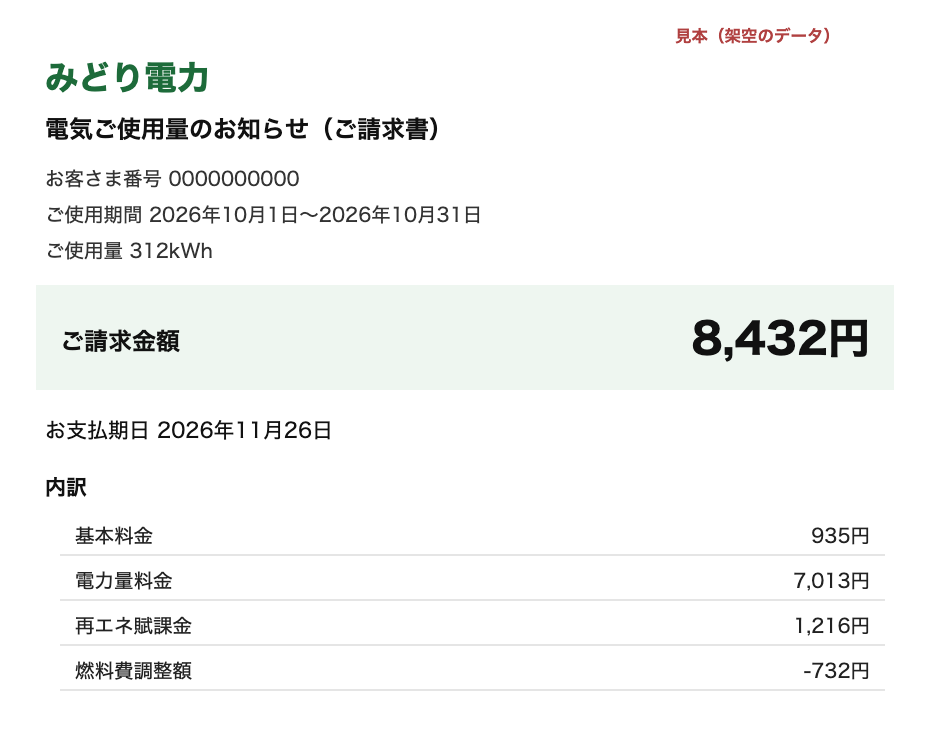 見本（架空のデータ）
みどり電力
電気ご使用量のお知らせ（ご請求書）
お客さま番号 0000000000
ご使用期間 2026年10月1日～2026年10月31日
ご使用量 312kWh
ご請求金額 8,432円
お支払期日 2026年11月26日
内訳
基本料金 935円
電力量料金 7,013円
再エネ賦課金 1,216円
燃料費調整額 -732円